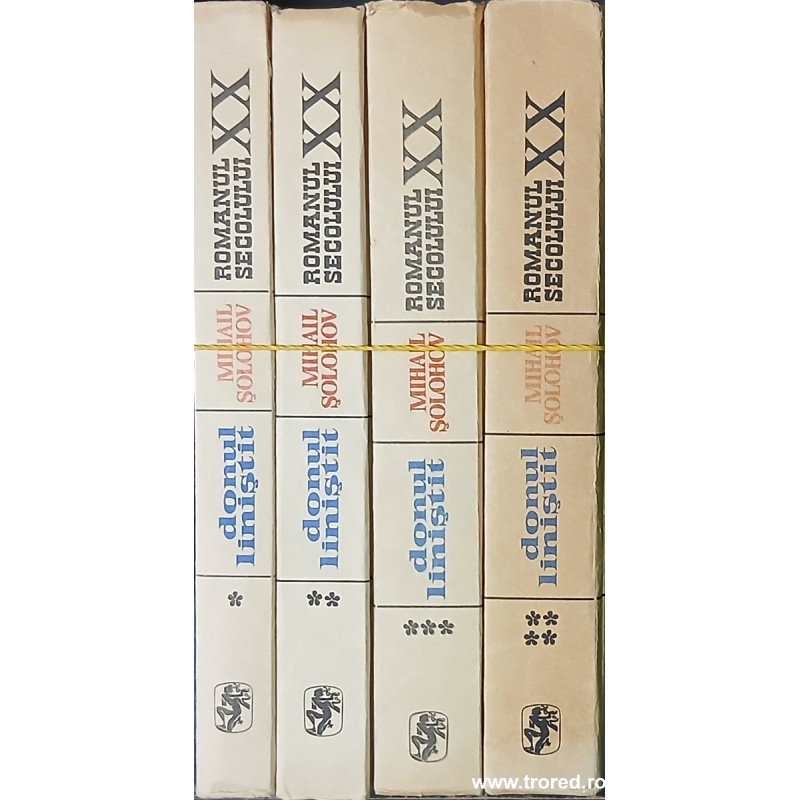 ROMANUL
SECOLULUI XX
MIHAIL
ŞOLOHOV
donul
liniştit
*
ROMANUL
SECOLULUI XX
MIHAIL
ŞOLOHOV
donul
liniştit
**
ROMANUL
SECOLULUI XX
MIHAIL
ŞOLOHOV
donul
liniştit
***
ROMANUL
SECOLULUI XX
MIHAIL
ŞOLOHOV
donul
liniştit
****
www.trored.ro